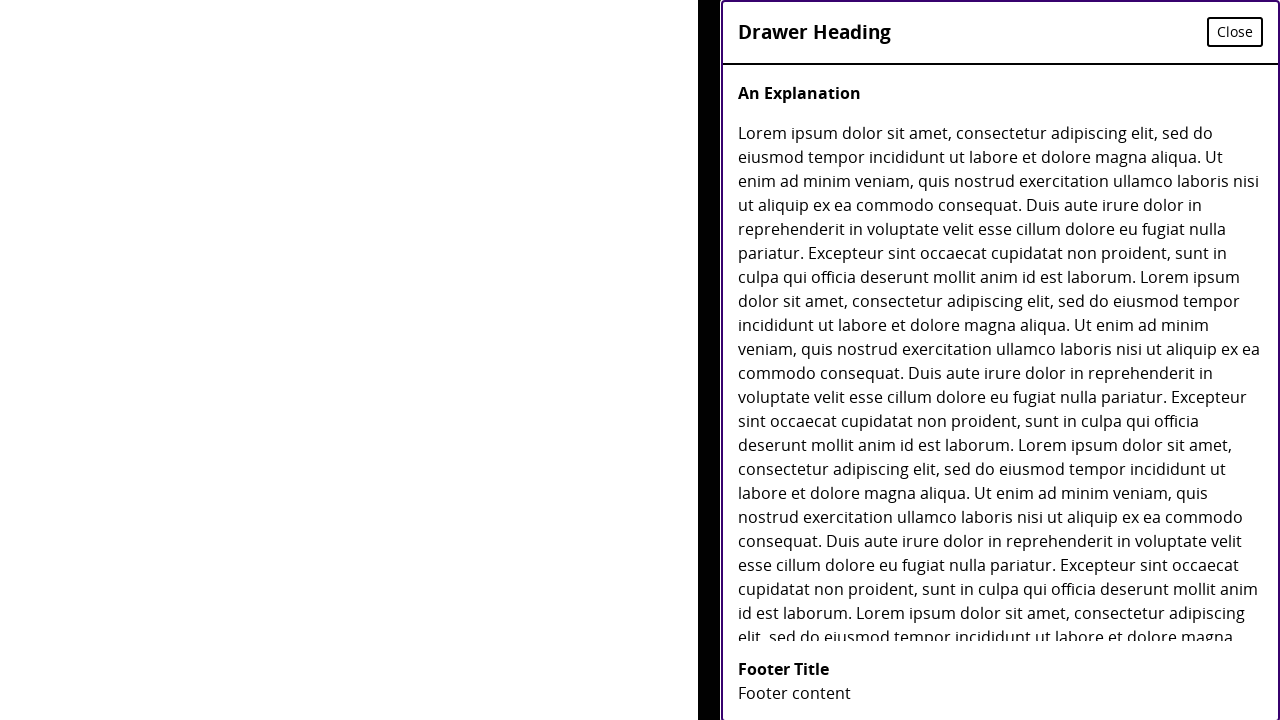 Drawer Heading
Close
An Explanation
Lorem ipsum dolor sit amet, consectetur adipiscing elit, sed do
eiusmod tempor incididunt ut labore et dolore magna aliqua. Ut
enim ad minim veniam, quis nostrud exercitation ullamco laboris nisi
ut aliquip ex ea commodo consequat. Duis aute irure dolor in
reprehenderit in voluptate velit esse cillum dolore eu fugiat nulla
pariatur. Excepteur sint occaecat cupidatat non proident, sunt in
culpa qui officia deserunt mollit anim id est laborum. Lorem ipsum
dolor sit amet, consectetur adipiscing elit, sed do eiusmod tempor
incididunt ut labore et dolore magna aliqua. Ut enim ad minim
veniam, quis nostrud exercitation ullamco laboris nisi ut aliquip ex ea
commodo consequat. Duis aute irure dolor in reprehenderit in
voluptate velit esse cillum dolore eu fugiat nulla pariatur. Excepteur
sint occaecat cupidatat non proident, sunt in culpa qui officia
deserunt mollit anim id est laborum. Lorem ipsum dolor sit amet,
consectetur adipiscing elit, sed do eiusmod tempor incididunt ut
labore et dolore magna aliqua. Ut enim ad minim veniam, quis
nostrud exercitation ullamco laboris nisi ut aliquip ex ea commodo
consequat. Duis aute irure dolor in reprehenderit in voluptate velit
esse cillum dolore eu fugiat nulla pariatur. Excepteur sint occaecat
cupidatat non proident, sunt in culpa qui officia deserunt mollit anim
id est laborum. Lorem ipsum dolor sit amet, consectetur adipiscing
elit, sed do eiusmod tempor incididunt ut labore et dolore magna
Footer Title
Footer content